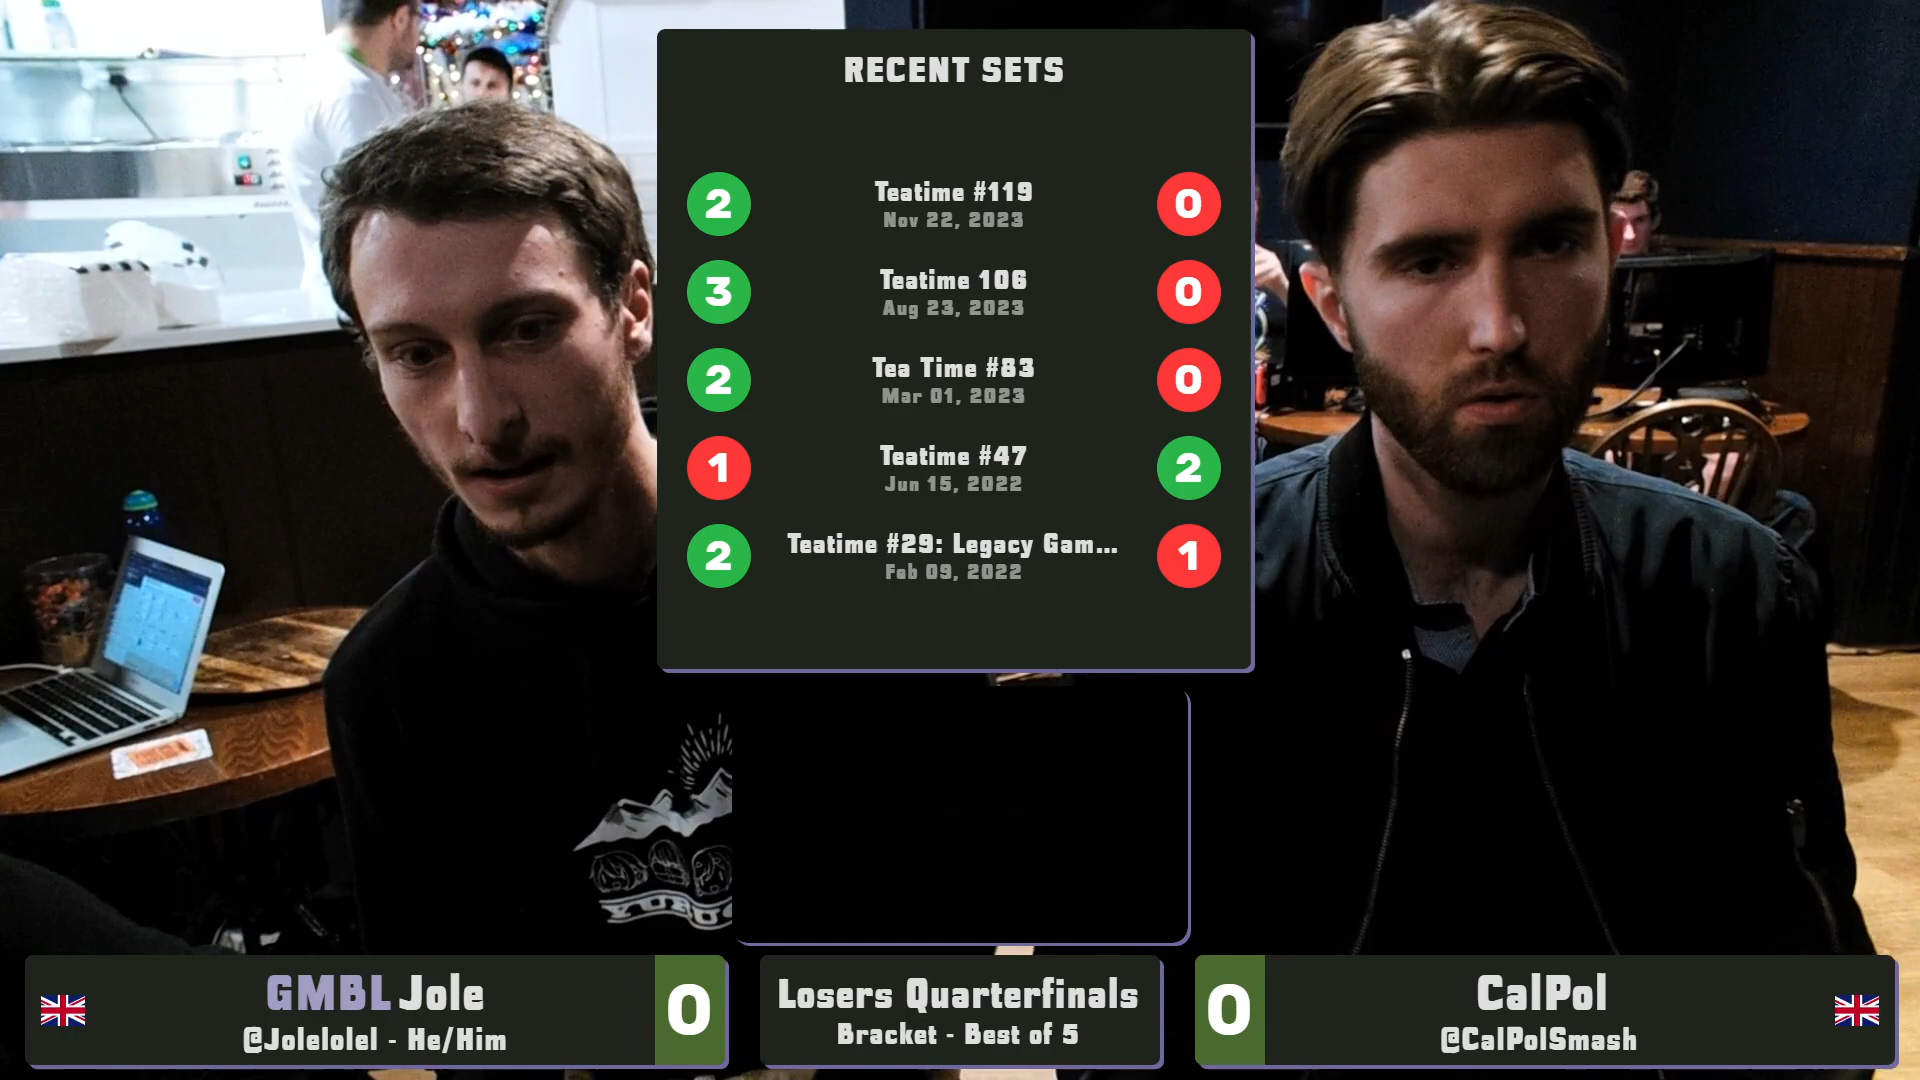 RECENT SETS
2 Teatime #119 0
Nov 22, 2023
3 Teatime 106 0
Aug 23, 2023
2 Tea Time #83 0
Mar 01, 2023
1 Teatime #47 2
Jun 15, 2022
2 Teatime #29: Legacy Gam... 1
Feb 09, 2022
GMBL Jole
@Jolelolel - He/Him
0
Losers Quarterfinals
Bracket - Best of 5
0
CalPol
@CalPolSmash